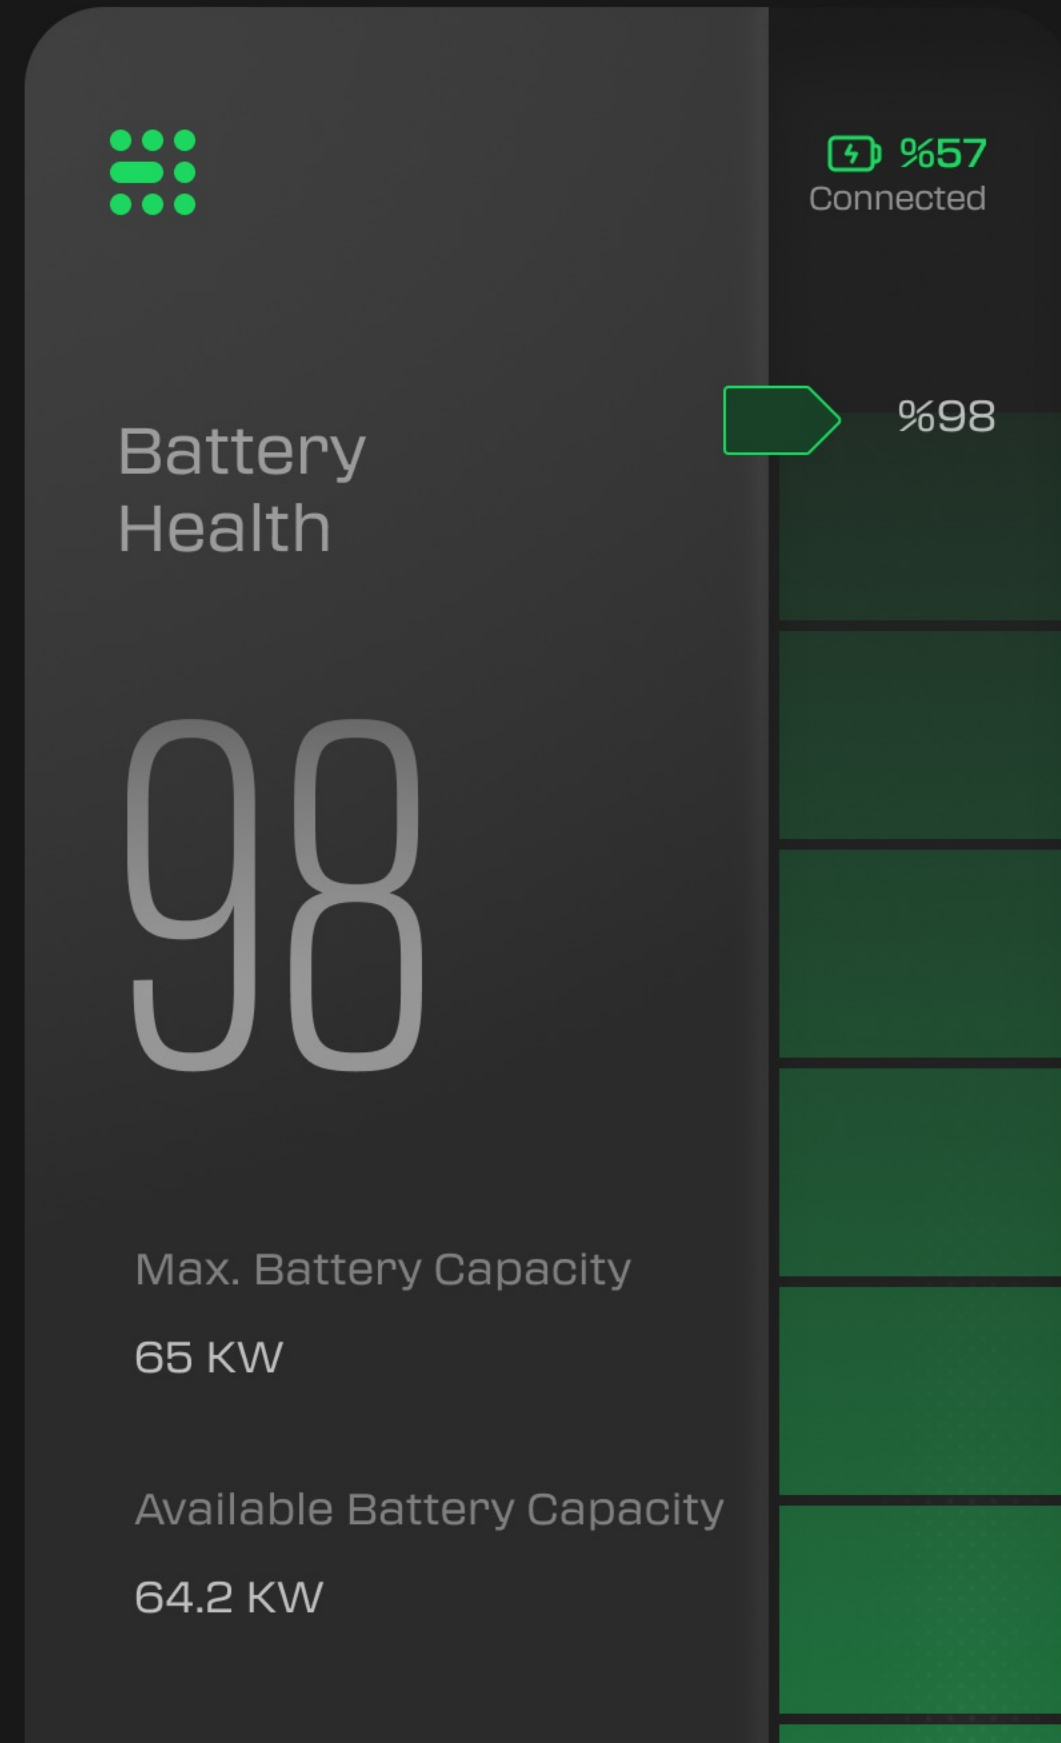 %57
Connected
%98
Battery
Health
98
Max. Battery Capacity
65 KW
Available Battery Capacity
64.2 KW